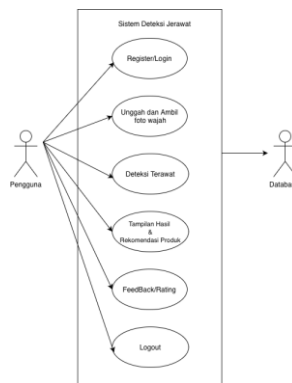 Sistem Deteksi Jerawat
Register/Login
Unggah dan Ambil
foto wajah
Pengguna
Deteksi Terawat
Databa
Tampilan Hasil
&
Rekomendasi Produk
FeedBack/Rating
Logout